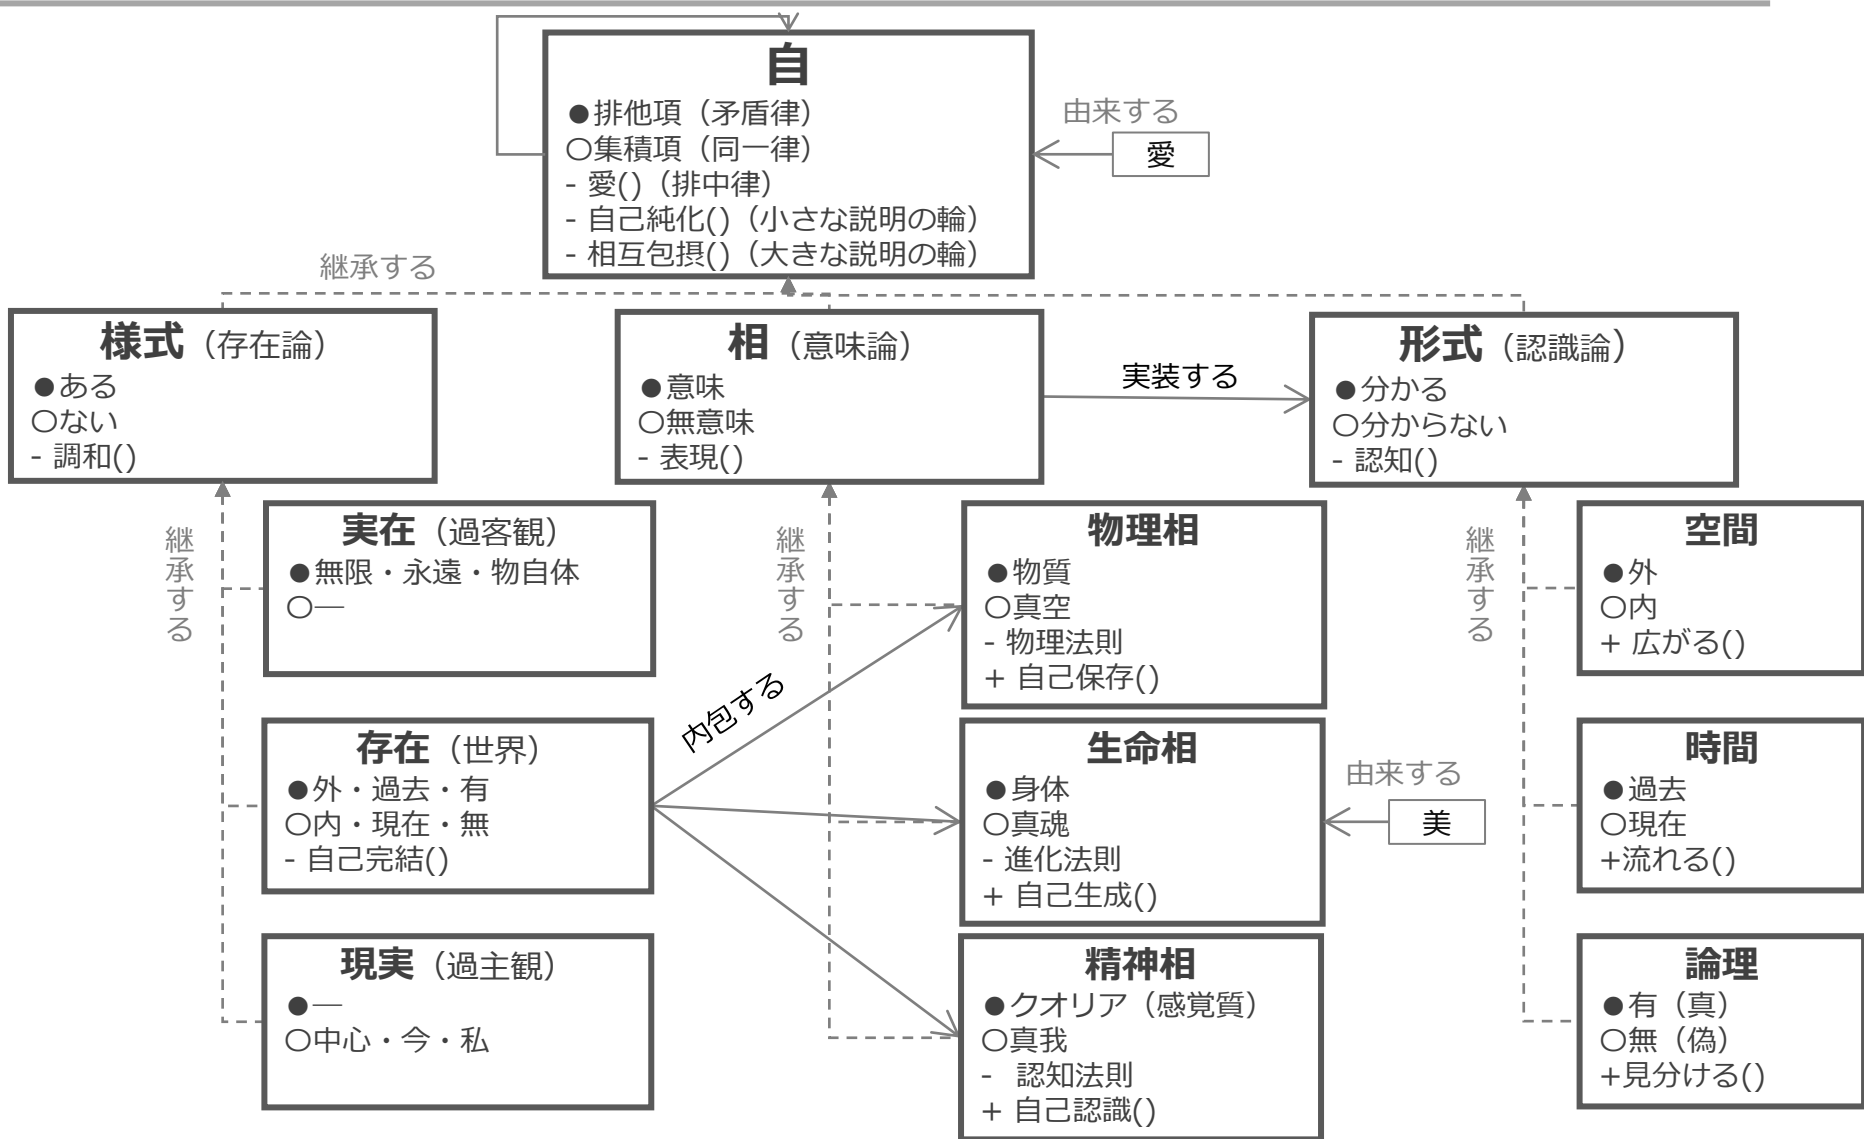 自
●排他項（矛盾律）
○集積項（同一律）
- 愛()（排中律）
- 自己純化()（小さな説明の輪）
- 相互包摂()（大きな説明の輪）
由来する
愛
継承する
様式（存在論）
●ある
○ない
- 調和()
相（意味論）
●意味
○無意味
- 表現()
実装する
形式（認識論）
●分かる
○分からない
- 認知()
継承する
実在（過客観）
●無限・永遠・物自体
○―
存在（世界）
●外・過去・有
○内・現在・無
- 自己完結()
現実（過主観）
●―
○中心・今・私
内包する
継承する
物理相
●物質
○真空
- 物理法則
+ 自己保存()
生命相
●身体
○真魂
- 進化法則
+ 自己生成()
由来する
美
精神相
●クオリア（感覚質）
○真我
- 認知法則
+ 自己認識()
継承する
空間
●外
○内
+ 広がる()
時間
●過去
○現在
+流れる()
論理
●有（真）
○無（偽）
+見分ける()